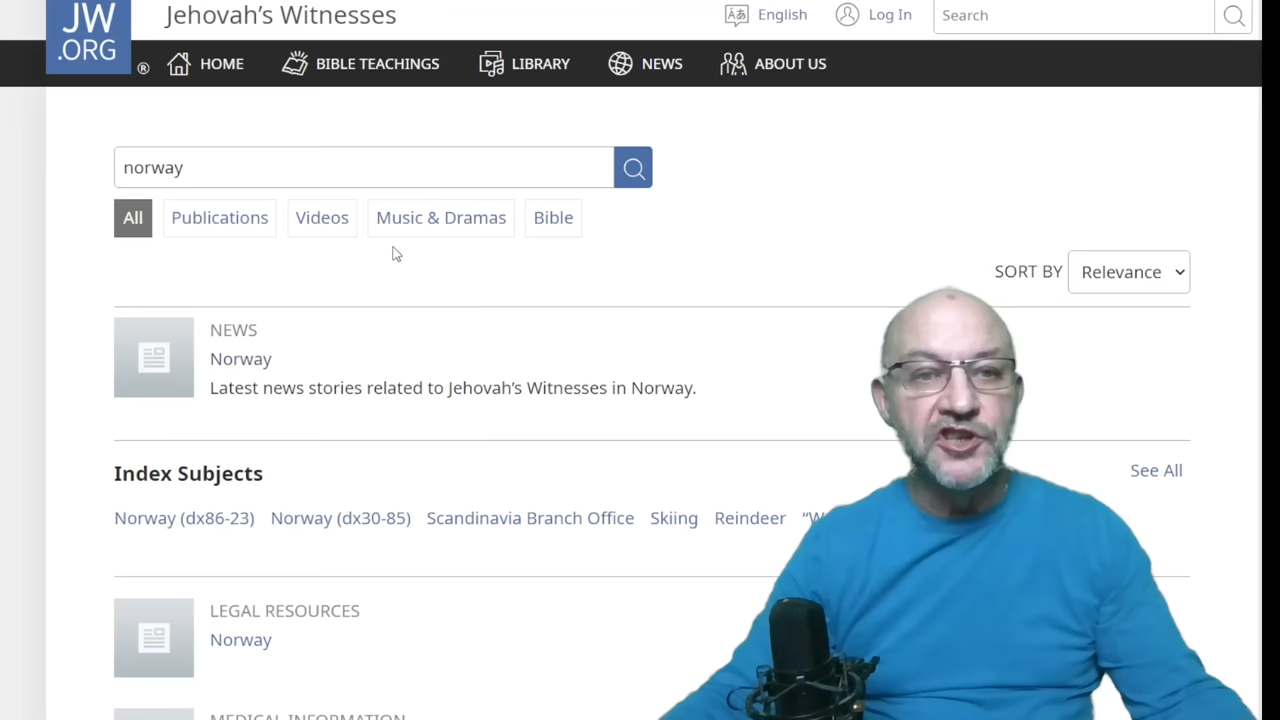 JW
.ORG
®
Jehovah's Witnesses
English
Log In
Search
HOME
BIBLE TEACHINGS
LIBRARY
NEWS
ABOUT US
norway
All
Publications
Videos
Music & Dramas
Bible
SORT BY
Relevance
NEWS
Norway
Latest news stories related to Jehovah's Witnesses in Norway.
Index Subjects
See All
Norway (dx86-23)
Norway (dx30-85)
Scandinavia Branch Office
Skiing
Reindeer
LEGAL RESOURCES
Norway
MEDICAL INFORMATION